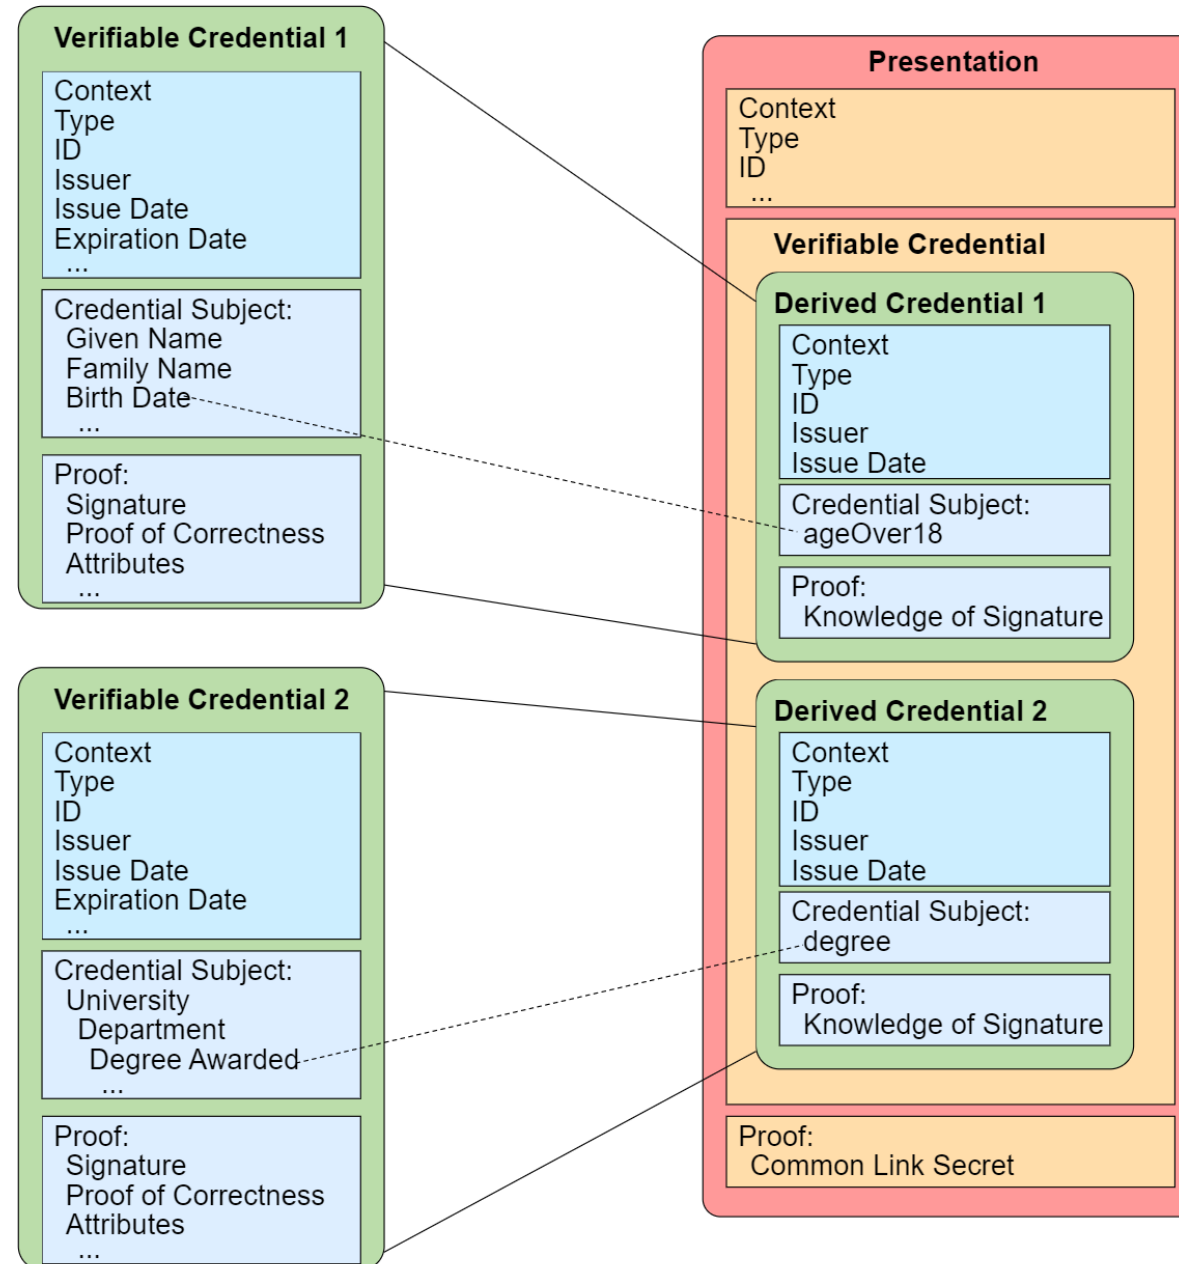 Verifiable Credential 1
Context
Type
ID
Issuer
Issue Date
Expiration Date
...
Credential Subject:
Given Name
Family Name
Birth Date
...
Proof:
Signature
Proof of Correctness
Attributes
...
Verifiable Credential 2
Context
Type
ID
Issuer
Issue Date
Expiration Date
...
Credential Subject:
University
Department
Degree Awarded
...
Proof:
Signature
Proof of Correctness
Attributes
...
Presentation
Context
Type
ID
...
Verifiable Credential
Derived Credential 1
Context
Type
ID
Issuer
Issue Date
Credential Subject:
ageOver18
Proof:
Knowledge of Signature
Derived Credential 2
Context
Type
ID
Issuer
Issue Date
Credential Subject:
degree
Proof:
Knowledge of Signature
Proof:
Common Link Secret